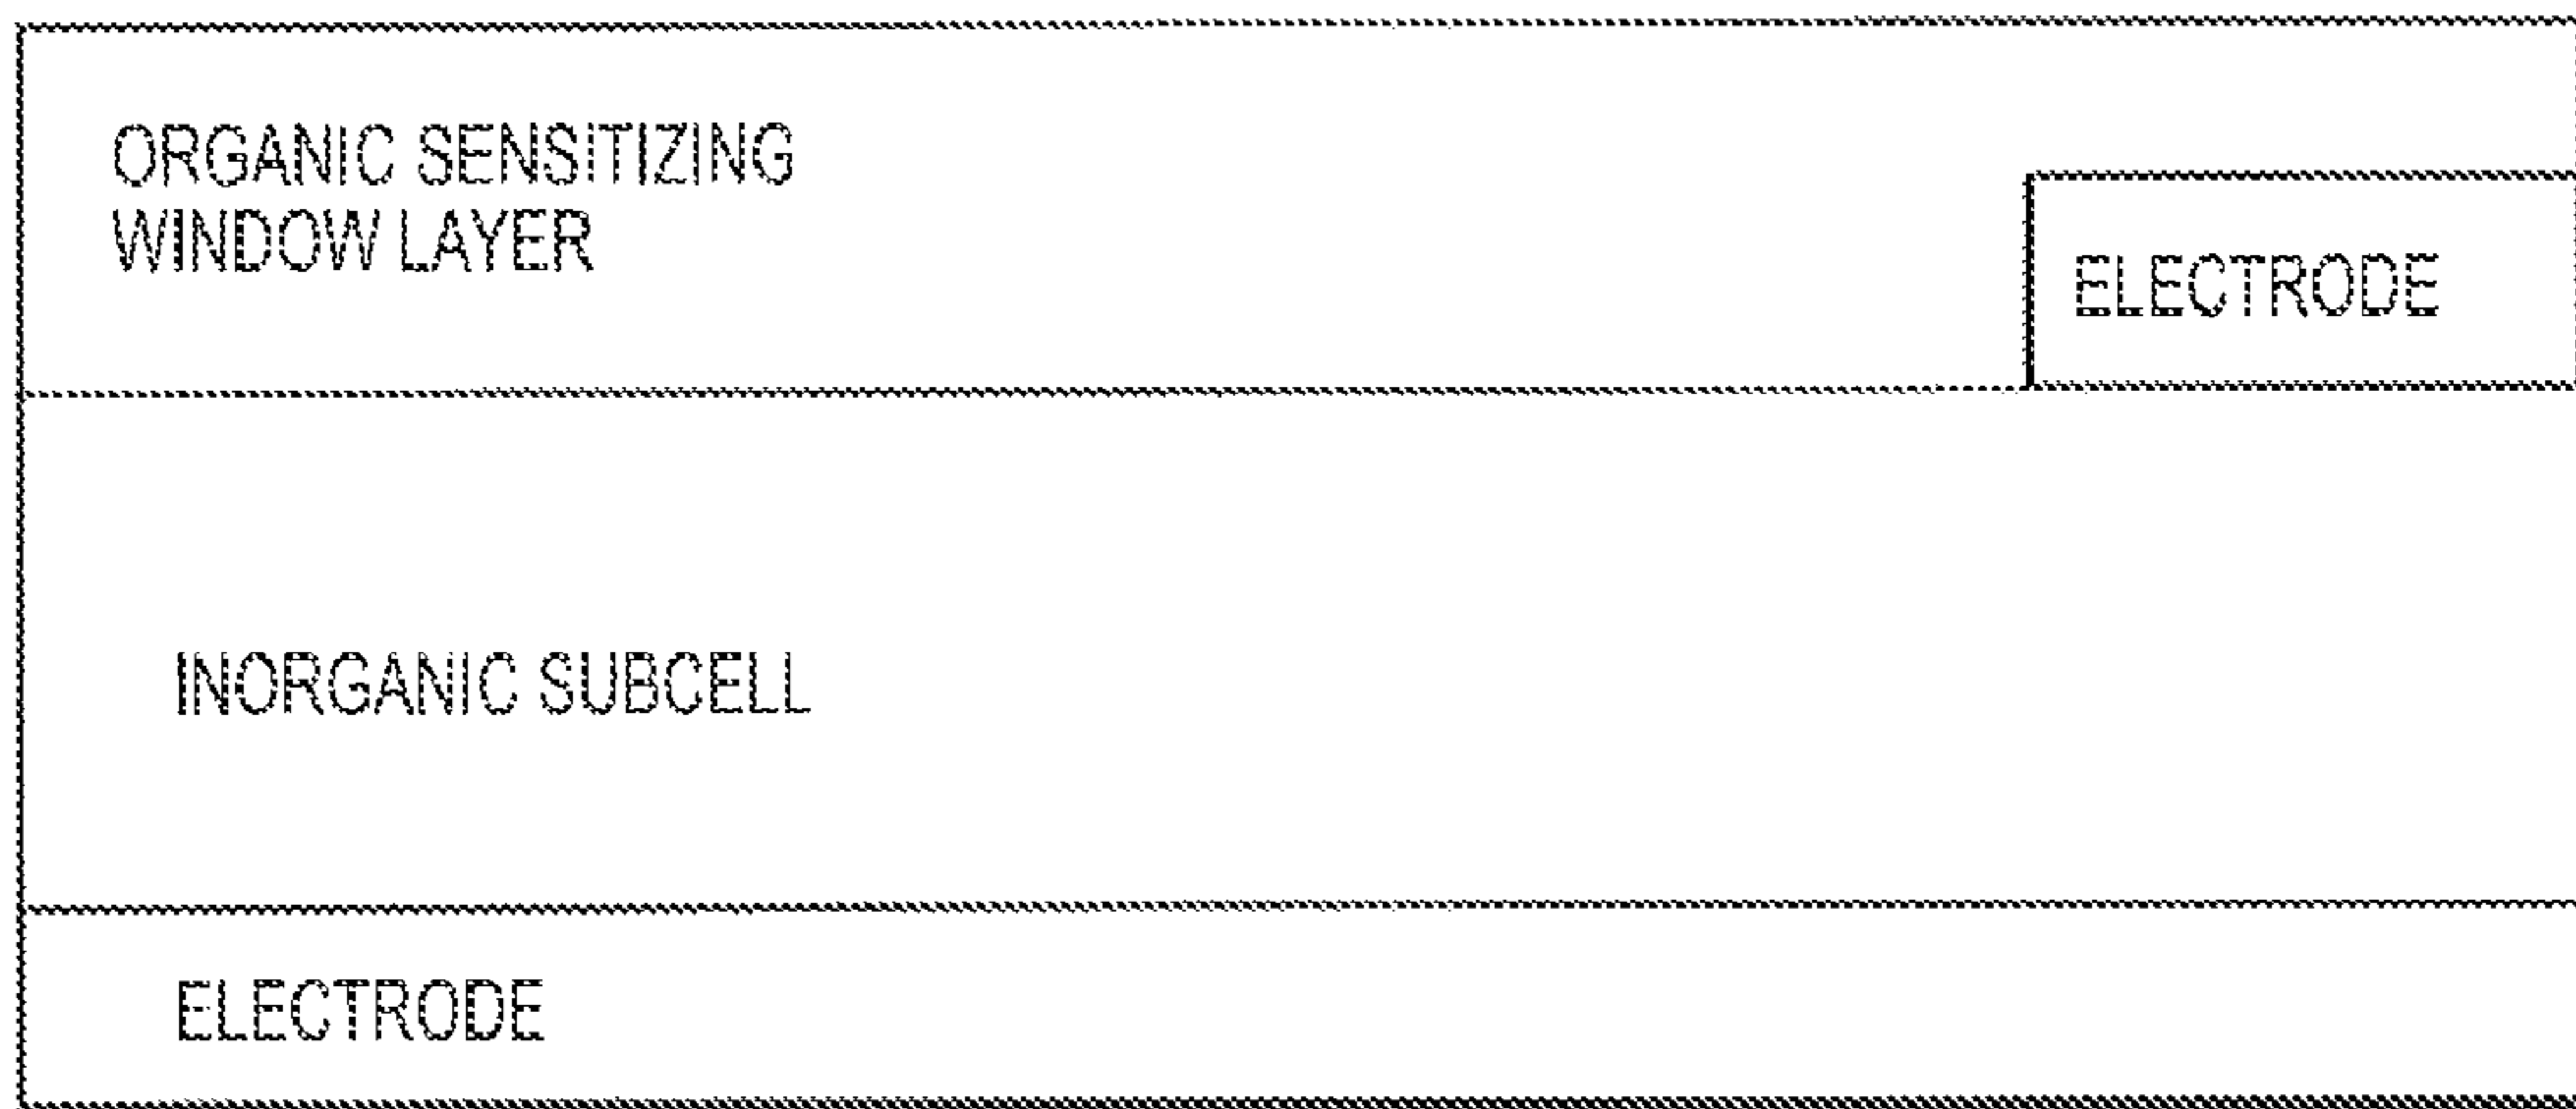 ORGANIC SENSITIZING
WINDOW LAYER
ELECTRODE
INORGANIC SUBCELL
ELECTRODE